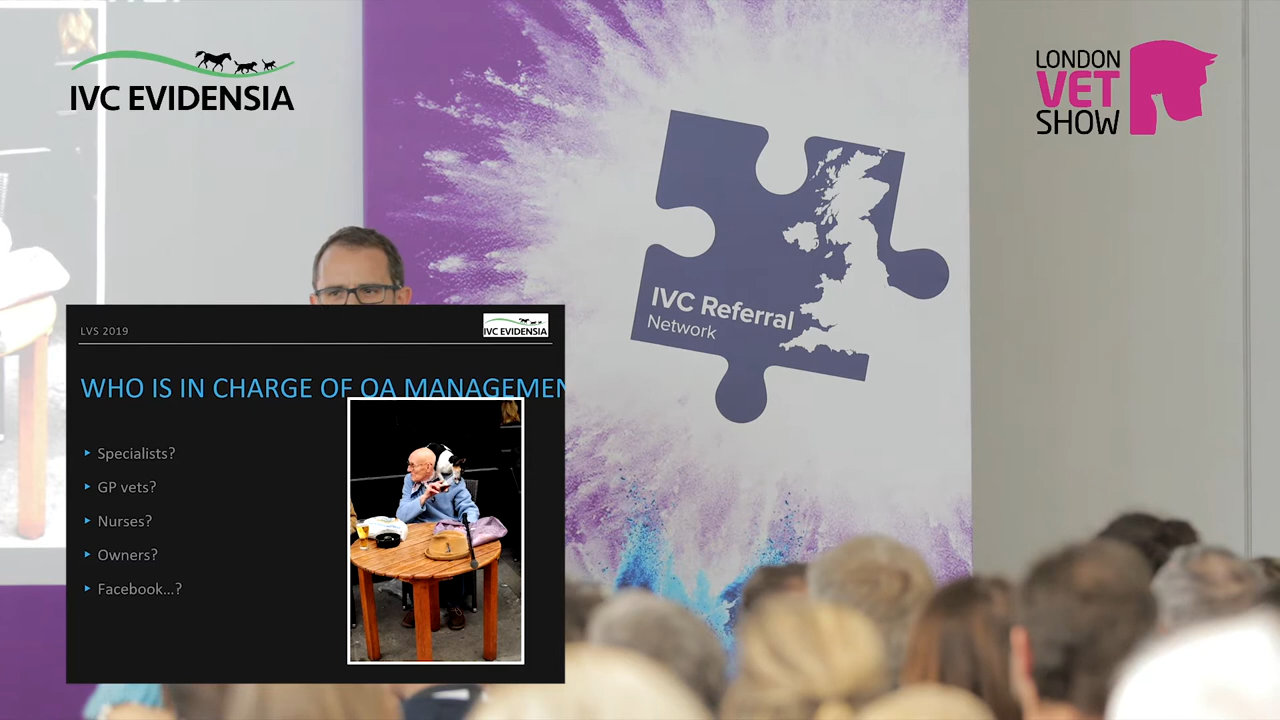 IVC EVIDENSIA
LONDON
VET
SHOW
IVC Referral
Network
LVS 2019
IVC EVIDENSIA
WHO IS IN CHARGE OF OA MANAGEMEN
Specialists?
GP vets?
Nurses?
Owners?
Facebook...?